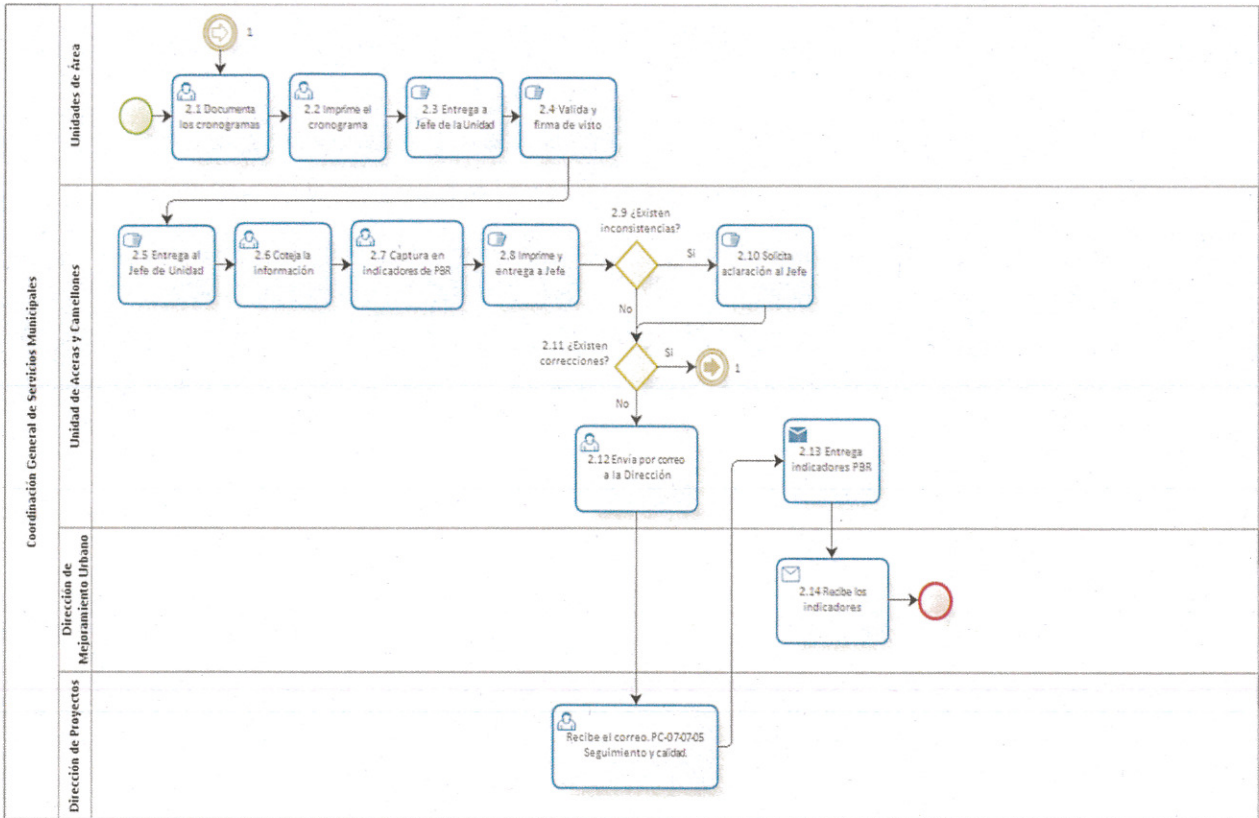 Coordinación General de Servicios Municipales
Unidades de Área
1
2.1 Documenta
los cronogramas
2.2 Imprime el
cronograma
2.3 Entrega a
Jefe de la Unidad
2.4 Valida y
firma de visto
Unidad de Aceras y Camellones
2.5 Entrega al
Jefe de Unidad
2.6 Coteja la
información
2.7 Captura en
indicadores de PBR
2.8 Imprime y
entrega a Jefe
2.9 ¿Existen
inconsistencias?
Si
2.10 Solicita
aclaración al Jefe
No
2.11 ¿Existen
correcciones?
Si
1
No
2.12 Envía por correo
a la Dirección
2.13 Entrega
indicadores PBR
Dirección de
Mejoramiento Urbano
2.14 Recibe los
indicadores
Dirección de Proyectos
Recibe el correo. PC-07-07-05
Seguimiento y calidad.